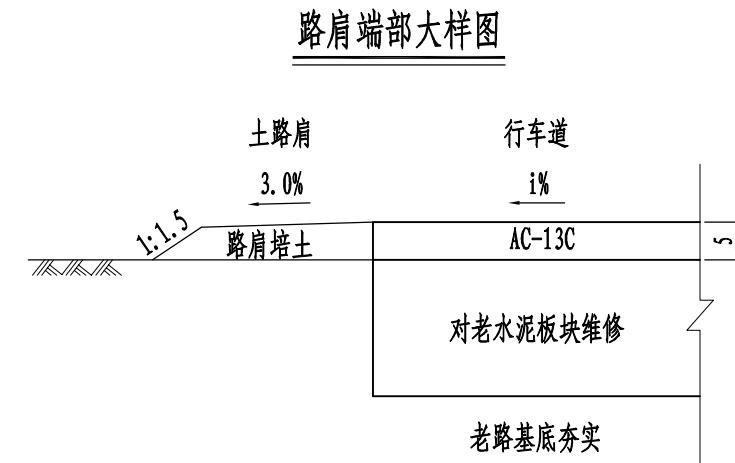 路肩端部大样图
土路肩
行车道
3.0%
i%
1:1.5
路肩培土
AC-13C
5
对老水泥板块维修
老路基底夯实